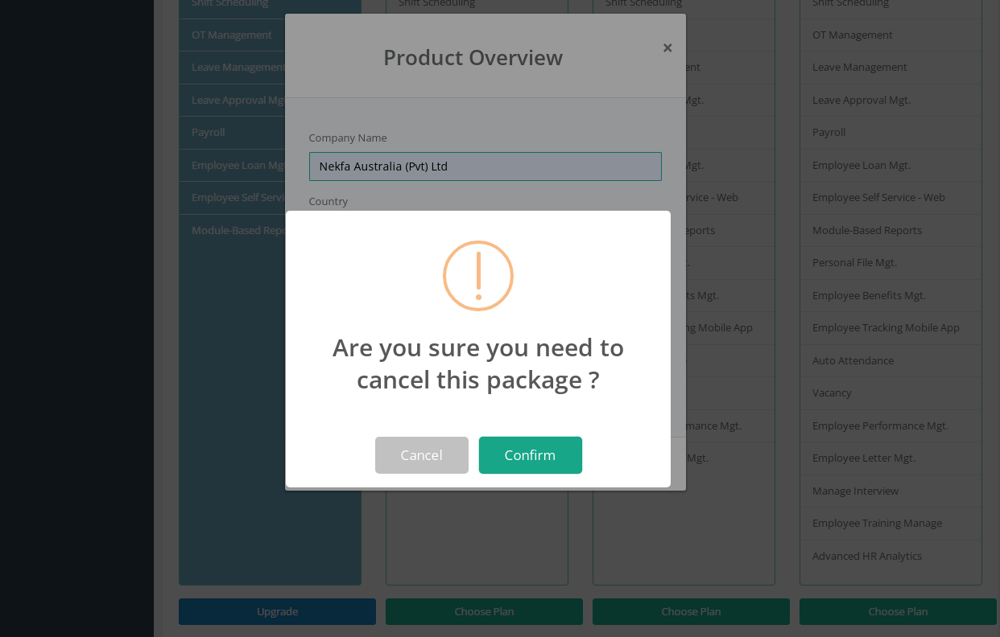 Shift Scheduling
OT Management
Leave Management
Leave Approval Mgt
Payroll
Employee Loan Mgt
Employee Self Servi
Module-Based Repo
Upgrade
Shift Scheduling
Choose Plan
Shift Scheduling
ent
Mgt.
Mgt.
rvice - Web
eports
ts Mgt.
ng Mobile App
mance Mgt.
Mgt.
Choose Plan
Shift Scheduling
OT Management
Leave Management
Leave Approval Mgt.
Payroll
Employee Loan Mgt.
Employee Self Service - Web
Module-Based Reports
Personal File Mgt.
Employee Benefits Mgt.
Employee Tracking Mobile App
Auto Attendance
Vacancy
Employee Performance Mgt.
Employee Letter Mgt.
Manage Interview
Employee Training Manage
Advanced HR Analytics
Choose Plan
Product Overview
×
Company Name
Nekfa Australia (Pvt) Ltd
Country
Are you sure you need to
cancel this package ?
Cancel
Confirm